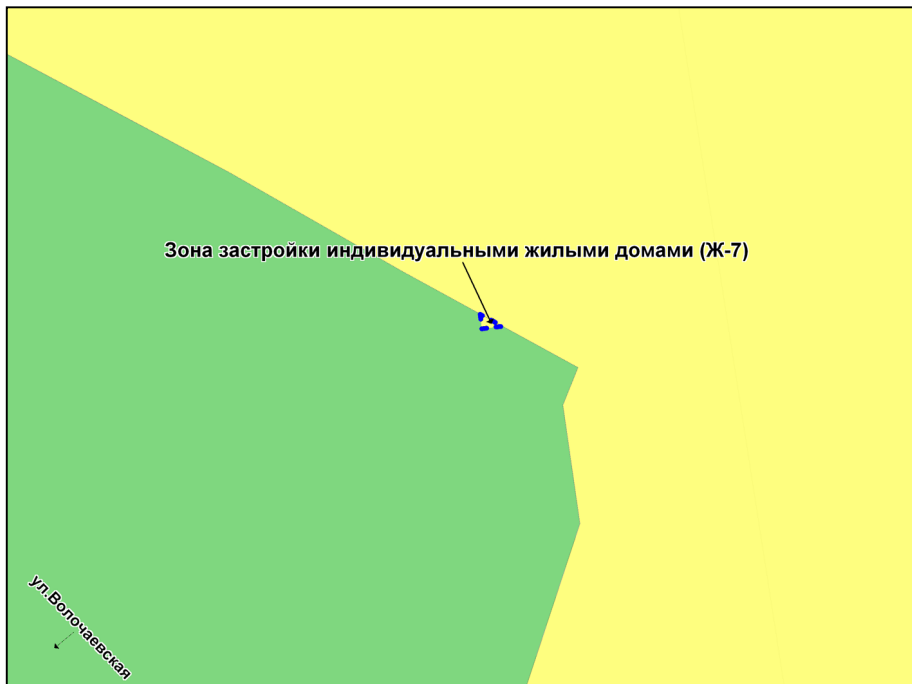 Зона застройки индивидуальными жилыми домами (Ж-7)
ул.Волочаевская